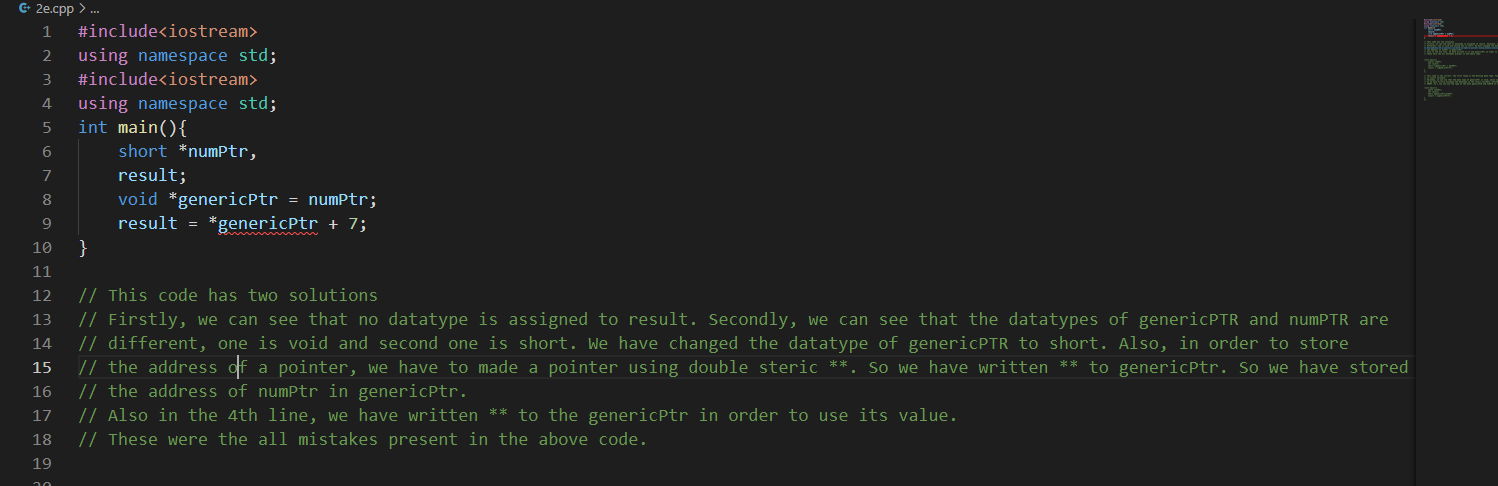 2e.cpp > ...
1 #include<iostream>
2 using namespace std;
3 #include<iostream>
4 using namespace std;
5 int main(){
6 short *numPtr,
7 result;
8 void *genericPtr = numPtr;
9 result = *genericPtr + 7;
10 }
11
12 // This code has two solutions
13 // Firstly, we can see that no datatype is assigned to result. Secondly, we can see that the datatypes of genericPTR and numPTR are
14 // different, one is void and second one is short. We have changed the datatype of genericPTR to short. Also, in order to store
15 // the address of a pointer, we have to made a pointer using double steric **. So we have written ** to genericPtr. So we have stored
16 // the address of numPtr in genericPtr.
17 // Also in the 4th line, we have written ** to the genericPtr in order to use its value.
18 // These were the all mistakes present in the above code.
19